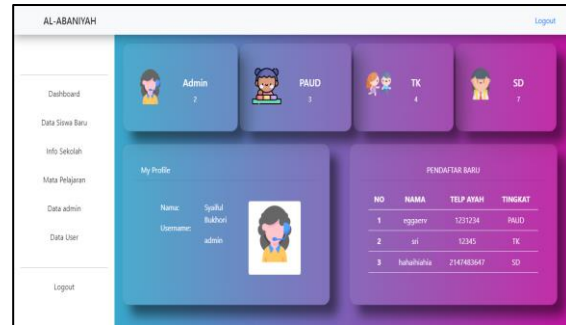 AL-ABANIYAH
Logout
Dashboard
Data Siswa Baru
Info Sekolah
Mata Pelajaran
Data admin
Data User
Logout
Admin
2
PAUD
3
TK
4
SD
7
My Profile
Nama: Syaiful Bukhori
Username: admin
PENDAFTAR BARU
NO NAMA TELP AYAH TINGKAT
1 eggaerv 1231234 PAUD
2 sri 12345 TK
3 hahaihiahia 2147483647 SD